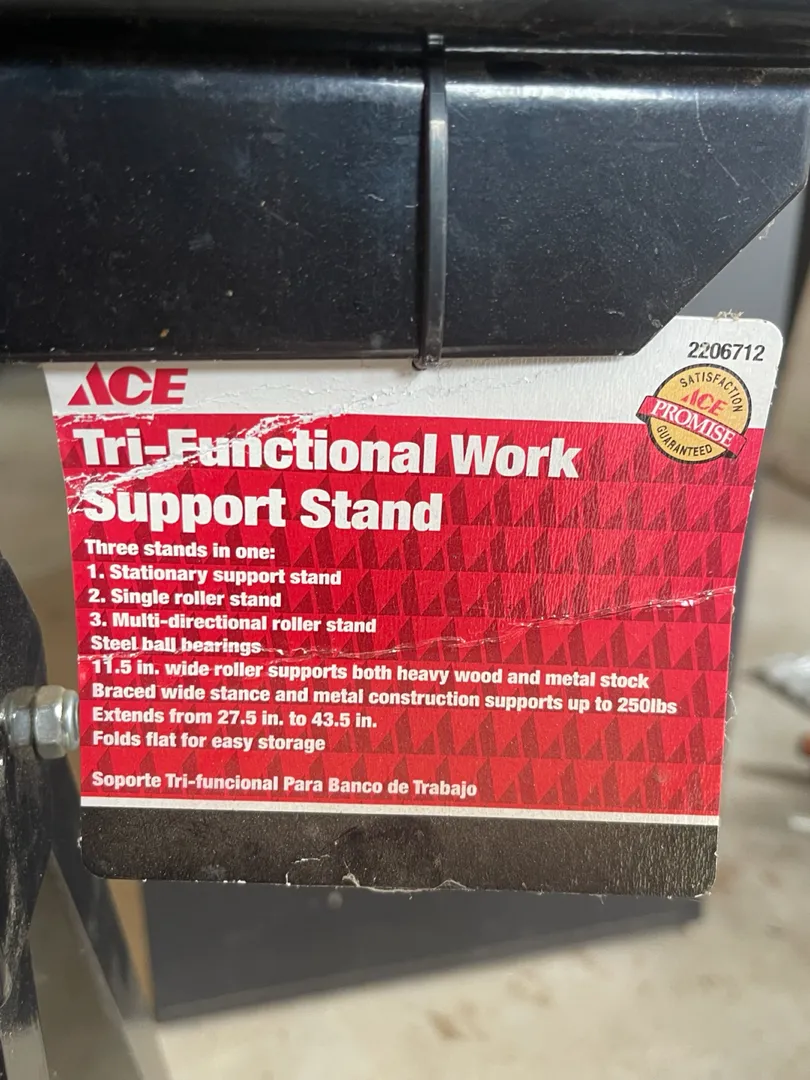 2206712
ACE
SATISFACTION
ACE
PROMISE
GUARANTEED
Tri-Functional Work
Support Stand
Three stands in one:
1. Stationary support stand
2. Single roller stand
3. Multi-directional roller stand
Steel ball bearings
11.5 in. wide roller supports both heavy wood and metal stock
Braced wide stance and metal construction supports up to 250lbs
Extends from 27.5 in. to 43.5 in.
Folds flat for easy storage
Soporte Tri-funcional Para Banco de Trabajo